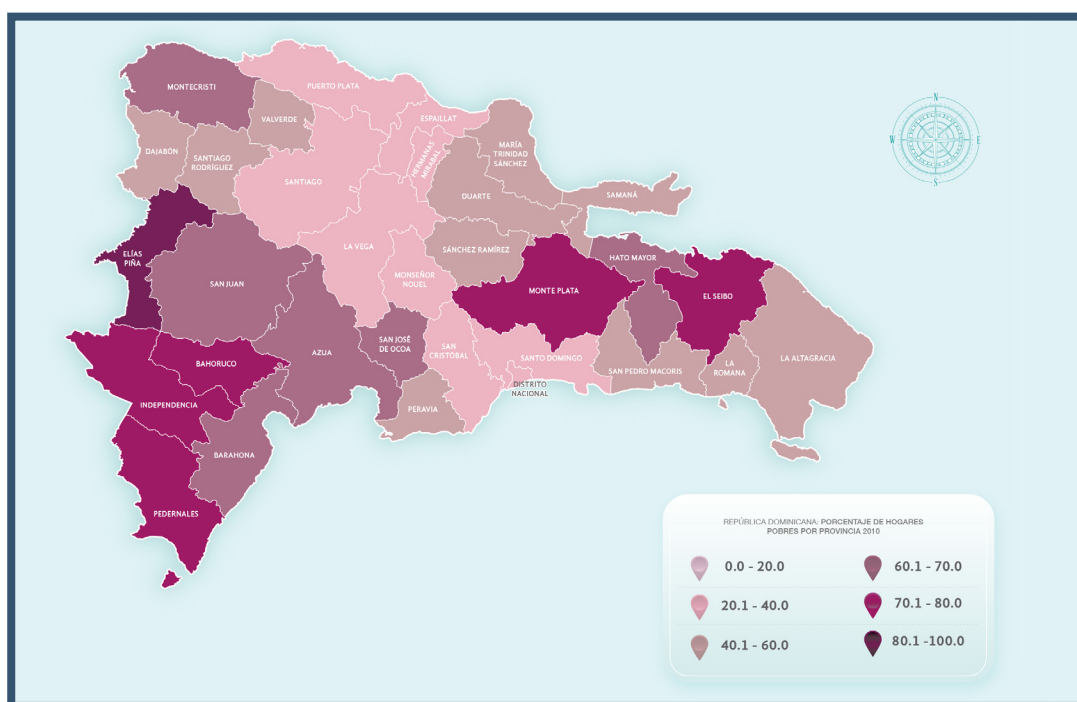 MONTECRISTI
PUERTO PLATA
VALVERDE
ESPAILLAT
DAJABÓN
SANTIAGO
RODRÍGUEZ
SANTIAGO
HERMANAS
MIRABAL
MARÍA
TRINIDAD
SÁNCHEZ
DUARTE
SAMANÁ
ELÍAS
PIÑA
SAN JUAN
LA VEGA
SÁNCHEZ RAMÍREZ
MONSEÑOR
NOUEL
HATO MAYOR
MONTE PLATA
EL SEIBO
BAHORUCO
AZUA
SAN JOSÉ
DE OCOA
SAN
CRISTÓBAL
SANTO DOMINGO
SAN PEDRO MACORIS
LA
ROMANA
LA ALTAGRACIA
DISTRITO
NACIONAL
INDEPENDENCIA
PERAVIA
BARAHONA
PEDERNALES
N
W
E
S
REPÚBLICA DOMINICANA: PORCENTAJE DE HOGARES
POBRES POR PROVINCIA 2010
0.0 - 20.0
20.1 - 40.0
40.1 - 60.0
60.1 - 70.0
70.1 - 80.0
80.1 -100.0